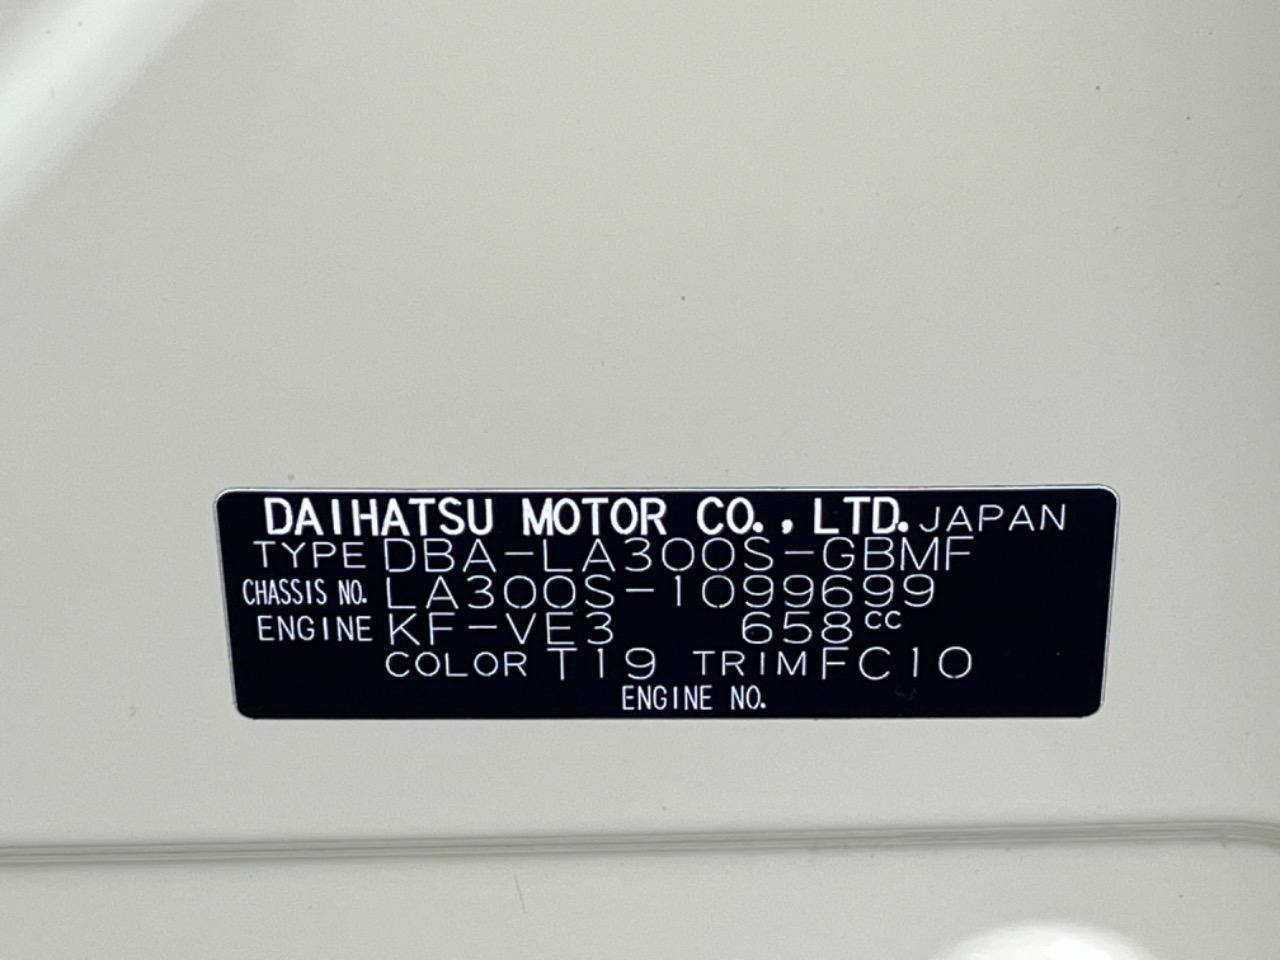 DAIHATSU MOTOR CO., LTD. JAPAN
TYPE DBA-LA300S-GBMF
CHASSIS NO. LA300S-1099699
ENGINE KF-VE3 658cc
COLOR T19 TRIM FC10
ENGINE NO.